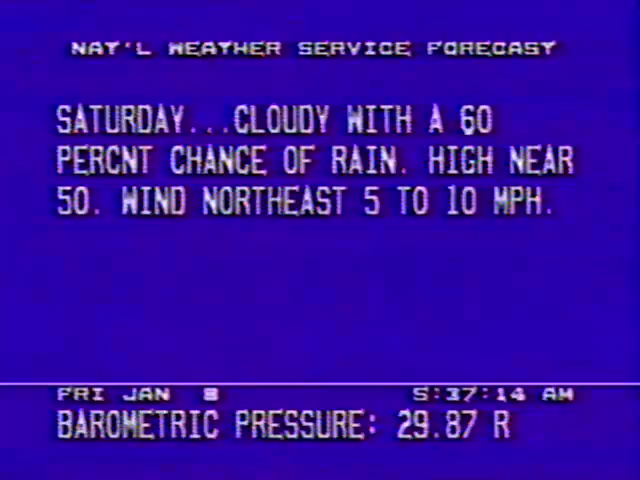 NAT'L WEATHER SERVICE FORECAST
SATURDAY...CLOUDY WITH A 60
PERCNT CHANCE OF RAIN. HIGH NEAR
50. WIND NORTHEAST 5 TO 10 MPH.
FRI JAN 8 5:37:14 AM
BAROMETRIC PRESSURE: 29.87 R